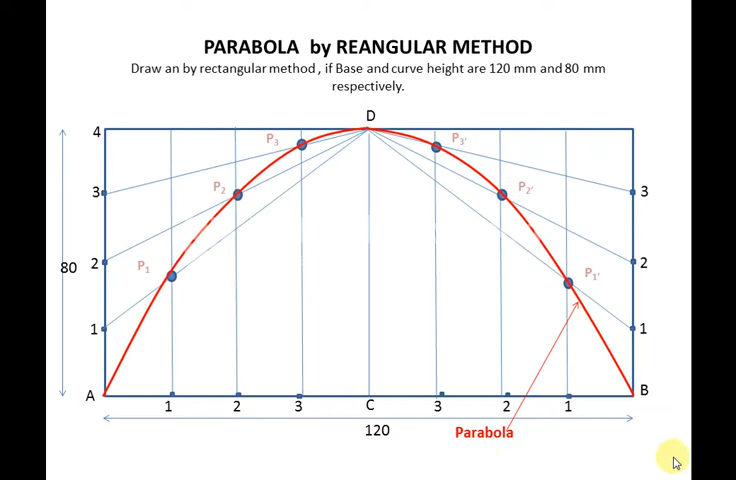 PARABOLA by REANGULAR METHOD
Draw an by rectangular method , if Base and curve height are 120 mm and 80 mm
respectively.
D
4
P3
P3'
3
P2
P2'
3
80
2
P1
P1'
2
1
1
A
B
1
2
3
C
3
2
1
120
Parabola